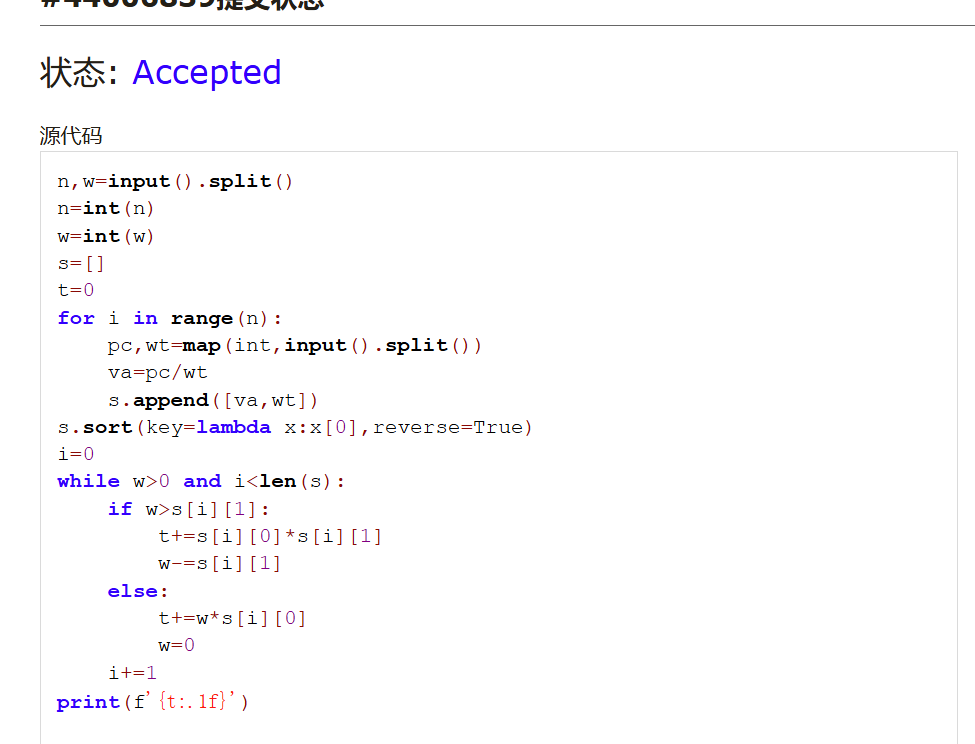 状态: Accepted
源代码
n,w=input().split()
n=int(n)
w=int(w)
s=[]
t=0
for i in range(n):
    pc,wt=map(int,input().split())
    va=pc/wt
    s.append([va,wt])
s.sort(key=lambda x:x[0],reverse=True)
i=0
while w>0 and i<len(s):
    if w>s[i][1]:
        t+=s[i][0]*s[i][1]
        w-=s[i][1]
    else:
        t+=w*s[i][0]
        w=0
    i+=1
print(f'{t:.1f}')